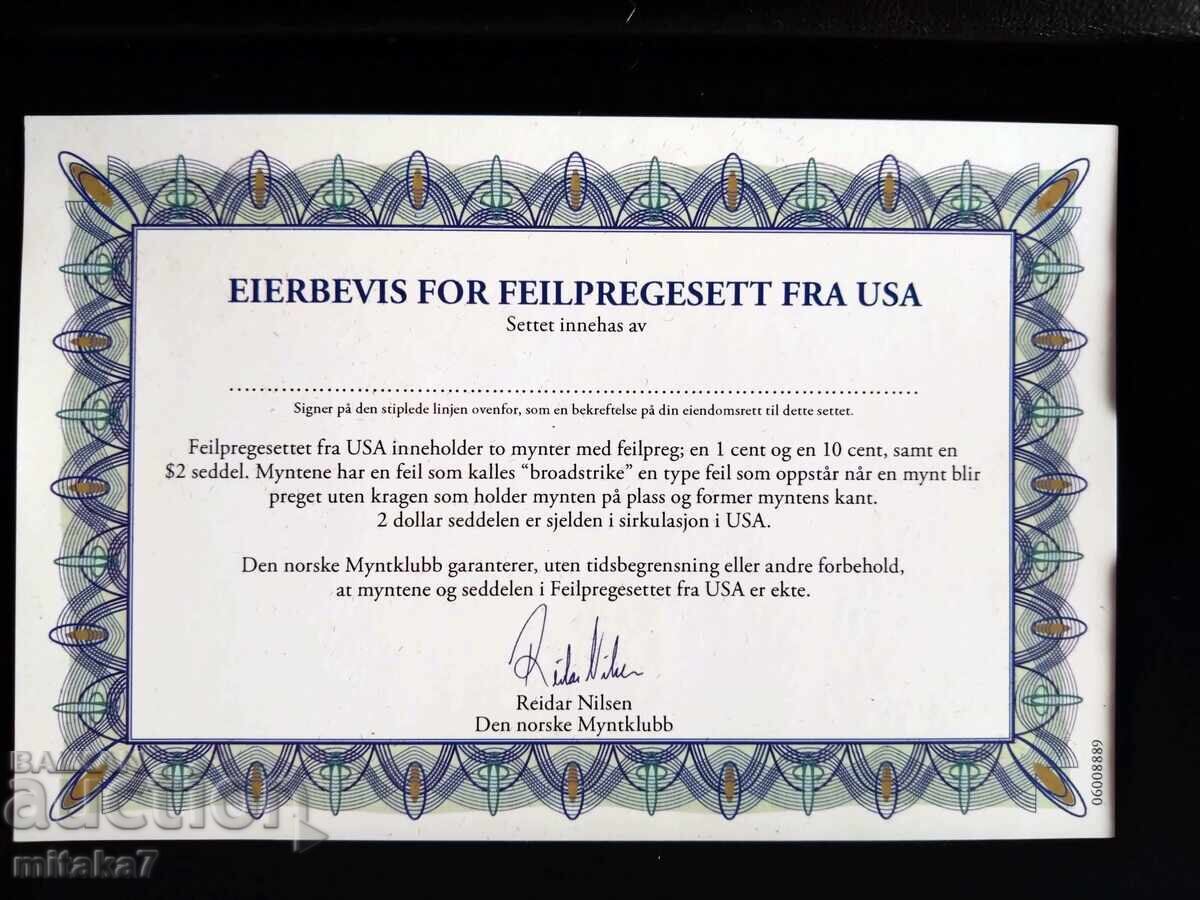 EIERBEVIS FOR FEILPREGESETT FRA USA
Settet innehas av
Signer på den stiplede linjen ovenfor, som en bekreftelse på din eiendomsrett til dette settet.
Feilpregesettet fra USA inneholder to mynter med feilpreg; en 1 cent og en 10 cent, samt en
$2 seddel. Myntene har en feil som kalles “broadstrike” en type feil som oppstår når en mynt blir
preget uten kragen som holder mynten på plass og former myntens kant.
2 dollar seddelen er sjelden i sirkulasjon i USA.
Den norske Myntklubb garanterer, uten tidsbegrensning eller andre forbehold,
at myntene og seddelen i Feilpregesettet fra USA er ekte.
Reidar Nilsen
Reidar Nilsen
Den norske Myntklubb
06008889
BALKAN
auction
mitaka7